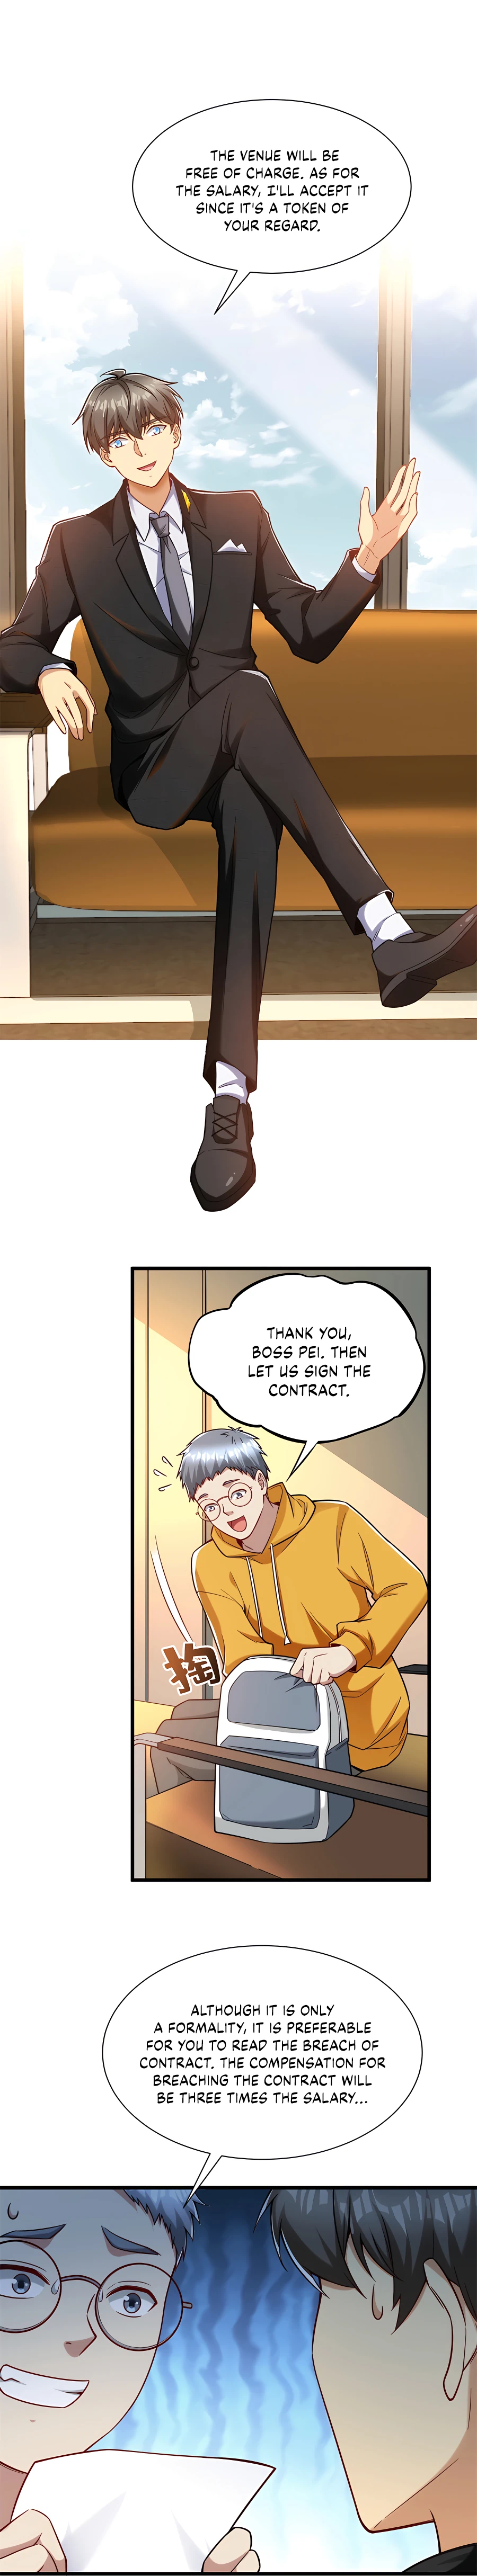 THE VENUE WILL BE
FREE OF CHARGE. AS FOR
THE SALARY, I'LL ACCEPT IT
SINCE IT'S A TOKEN OF
YOUR REGARD.
THANK YOU,
BOSS PEI. THEN
LET US SIGN THE
CONTRACT.
掏
ALTHOUGH IT IS ONLY
A FORMALITY, IT IS PREFERABLE
FOR YOU TO READ THE BREACH OF
CONTRACT. THE COMPENSATION FOR
BREACHING THE CONTRACT WILL
BE THREE TIMES THE SALARY...